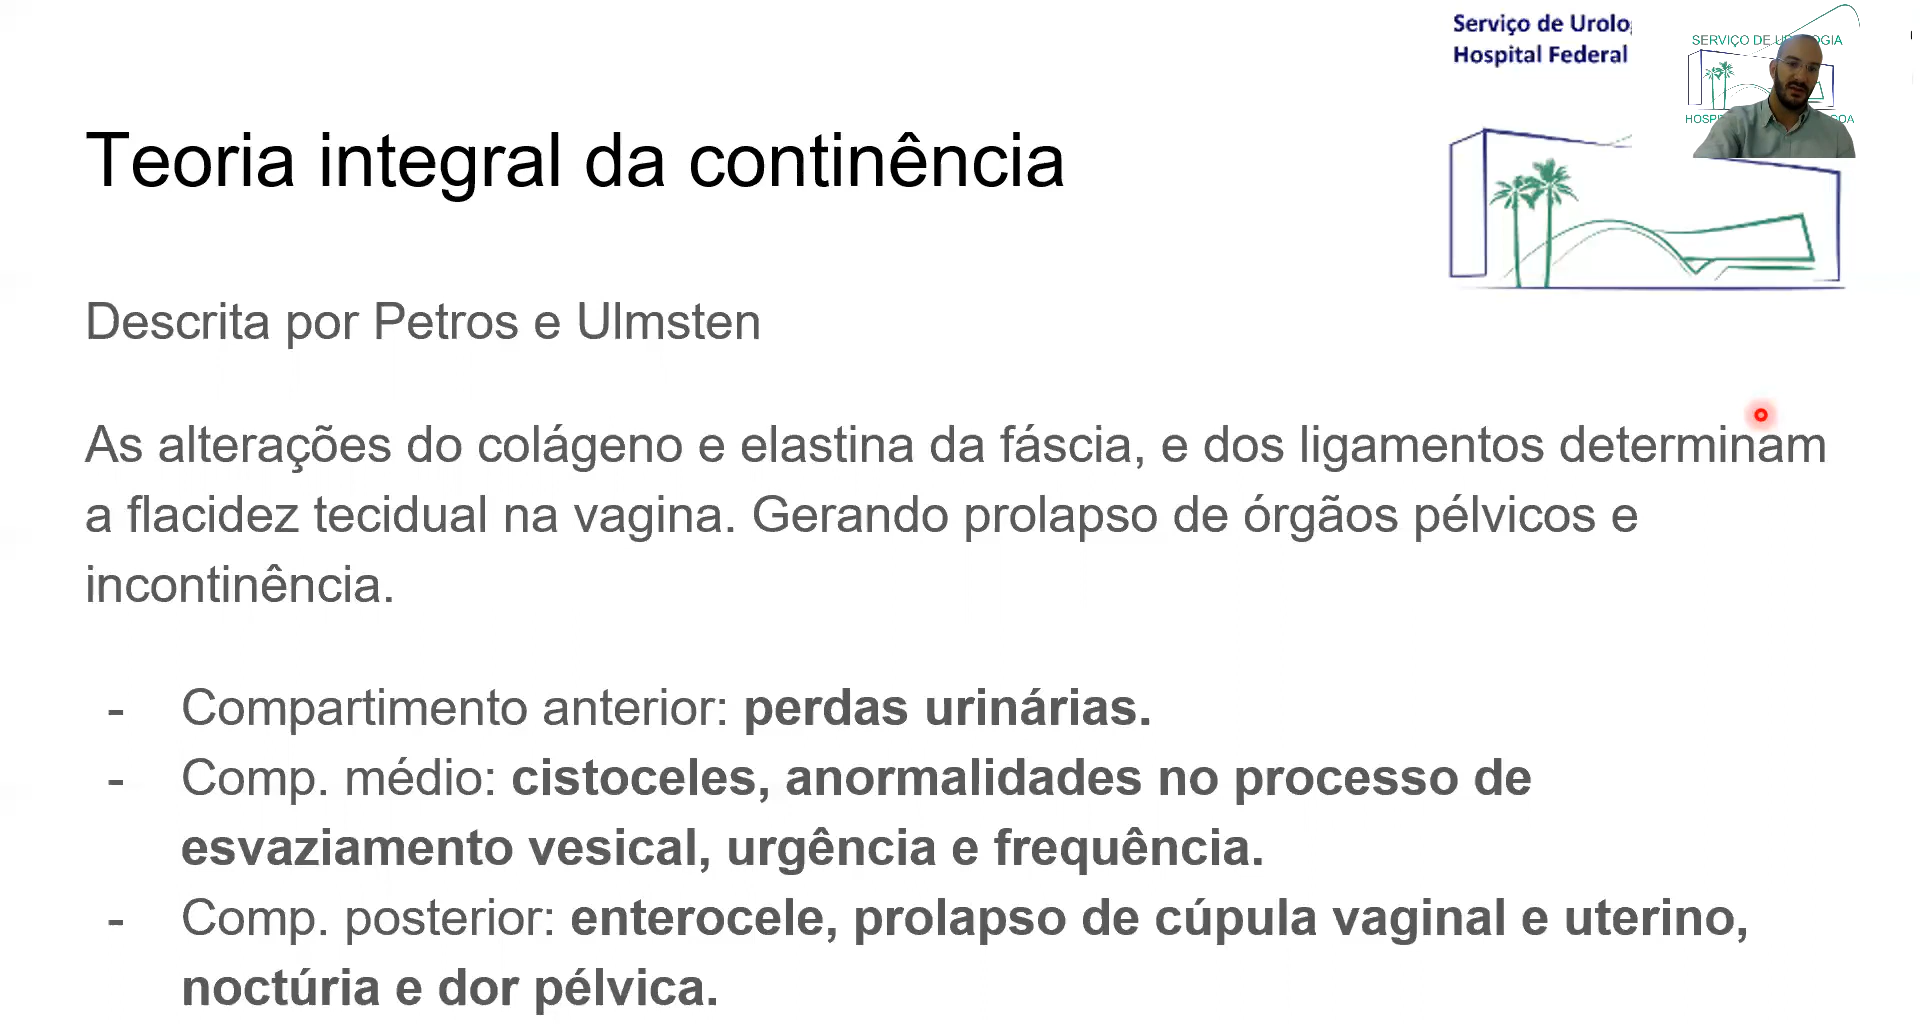 Serviço de
Hospital Federal
SERVIÇO DE
Teoria integral da continência
Descrita por Petros e Ulmsten
As alterações do colágeno e elastina da fáscia, e dos ligamentos determinam
a flacidez tecidual na vagina. Gerando prolapso de órgãos pélvicos e
incontinência.
- Compartimento anterior: perdas urinárias.
- Comp. médio: cistoceles, anormalidades no processo de
esvaziamento vesical, urgência e frequência.
- Comp. posterior: enterocele, prolapso de cúpula vaginal e uterino,
noctúria e dor pélvica.